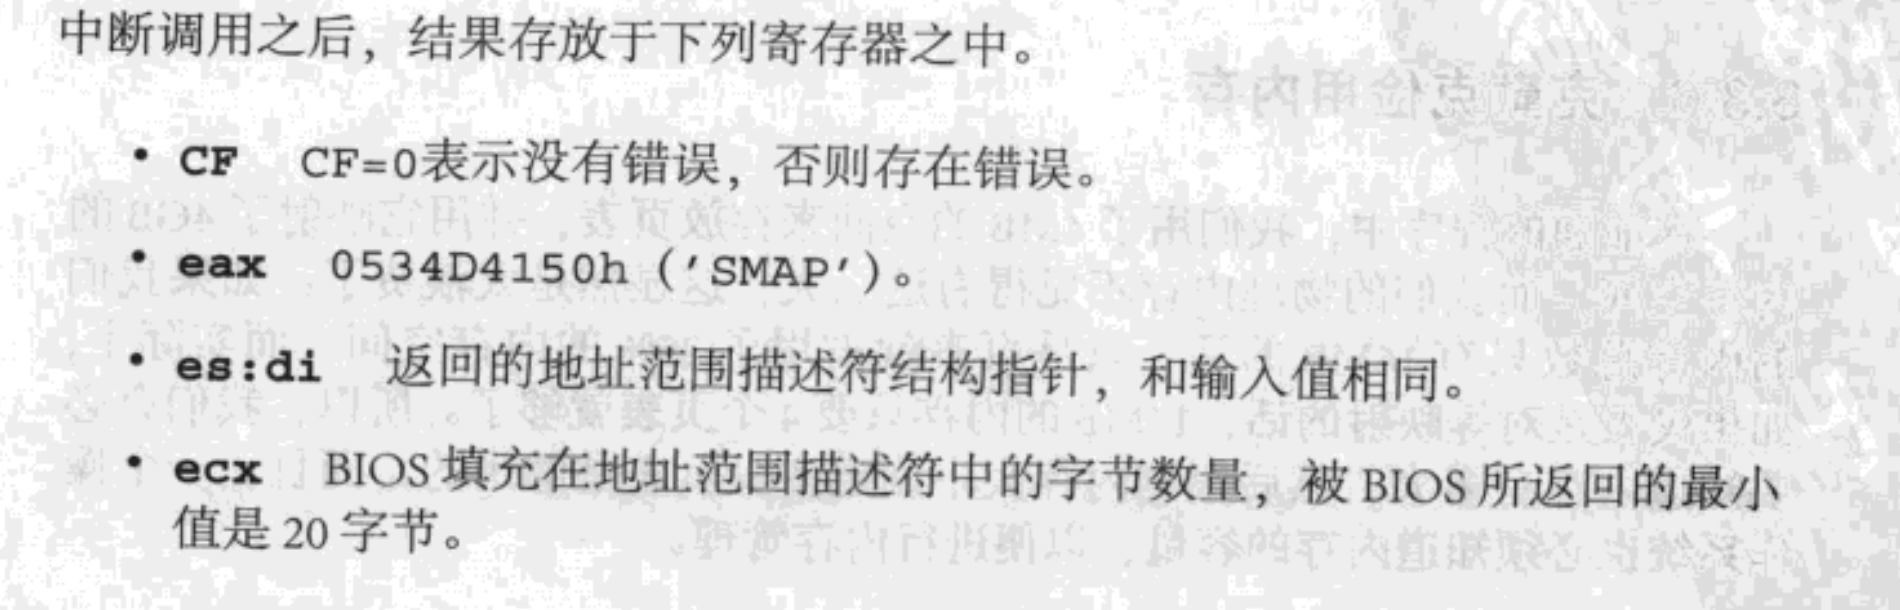 中断调用之后，结果存放于下列寄存器之中。
• CF CF=0表示没有错误，否则存在错误。
• eax 0534D4150h（'SMAP'）。
• es:di 返回的地址范围描述符结构指针，和输入值相同。
• ecx BIOS 填充在地址范围描述符中的字节数量，被 BIOS 所返回的最小
值是 20 字节。